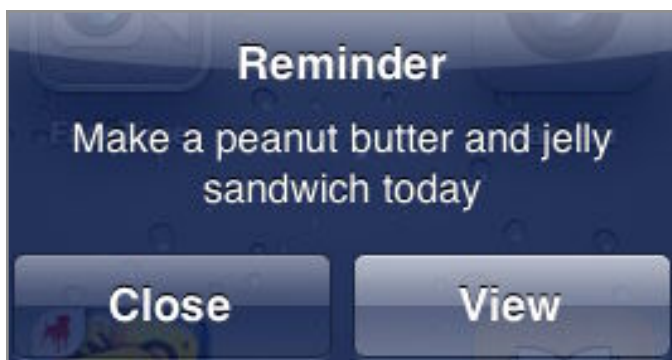 Reminder
Make a peanut butter and jelly
sandwich today
Close
View